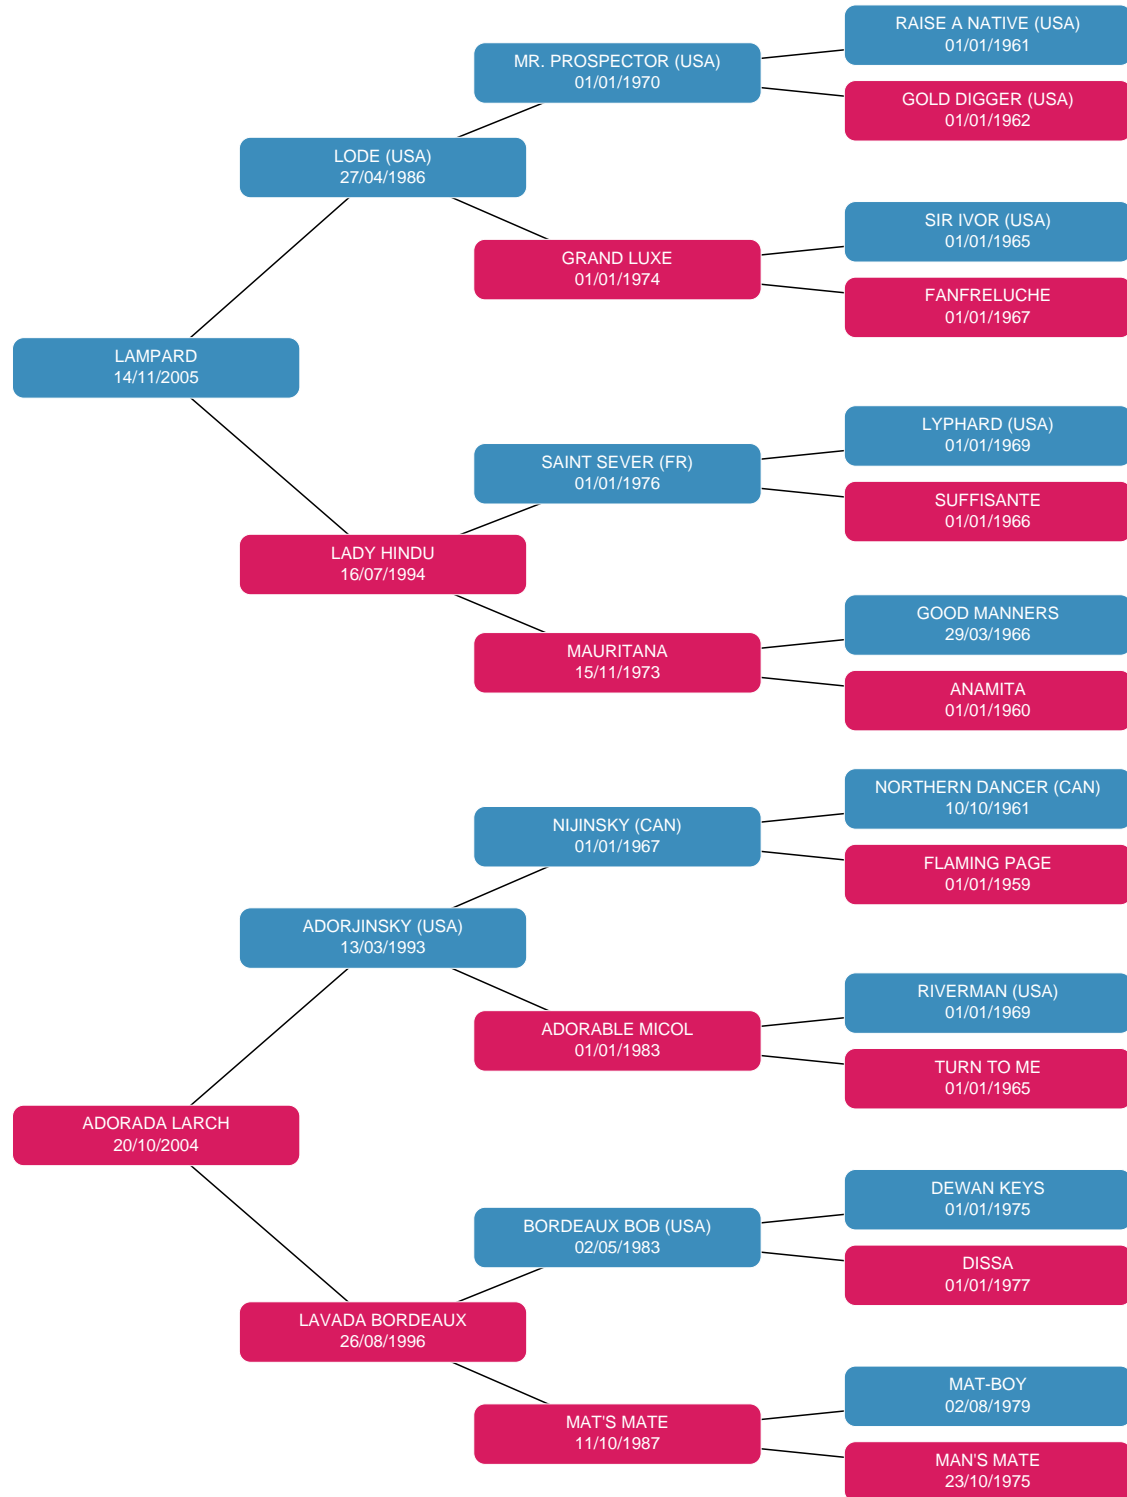 RAISE A NATIVE (USA)
01/01/1961
MR. PROSPECTOR (USA)
01/01/1970
GOLD DIGGER (USA)
01/01/1962
LODE (USA)
27/04/1986
SIR IVOR (USA)
01/01/1965
GRAND LUXE
01/01/1974
FANFRELUCHE
01/01/1967
LAMPARD
14/11/2005
LYPHARD (USA)
01/01/1969
SAINT SEVER (FR)
01/01/1976
SUFFISANTE
01/01/1966
LADY HINDU
16/07/1994
GOOD MANNERS
29/03/1966
MAURITANA
15/11/1973
ANAMITA
01/01/1960
NORTHERN DANCER (CAN)
10/10/1961
NIJINSKY (CAN)
01/01/1967
FLAMING PAGE
01/01/1959
ADORJINSKY (USA)
13/03/1993
RIVERMAN (USA)
01/01/1969
ADORABLE MICOL
01/01/1983
TURN TO ME
01/01/1965
ADORADA LARCH
20/10/2004
DEWAN KEYS
01/01/1975
BORDEAUX BOB (USA)
02/05/1983
DISSA
01/01/1977
LAVADA BORDEAUX
26/08/1996
MAT-BOY
02/08/1979
MAT'S MATE
11/10/1987
MAN'S MATE
23/10/1975